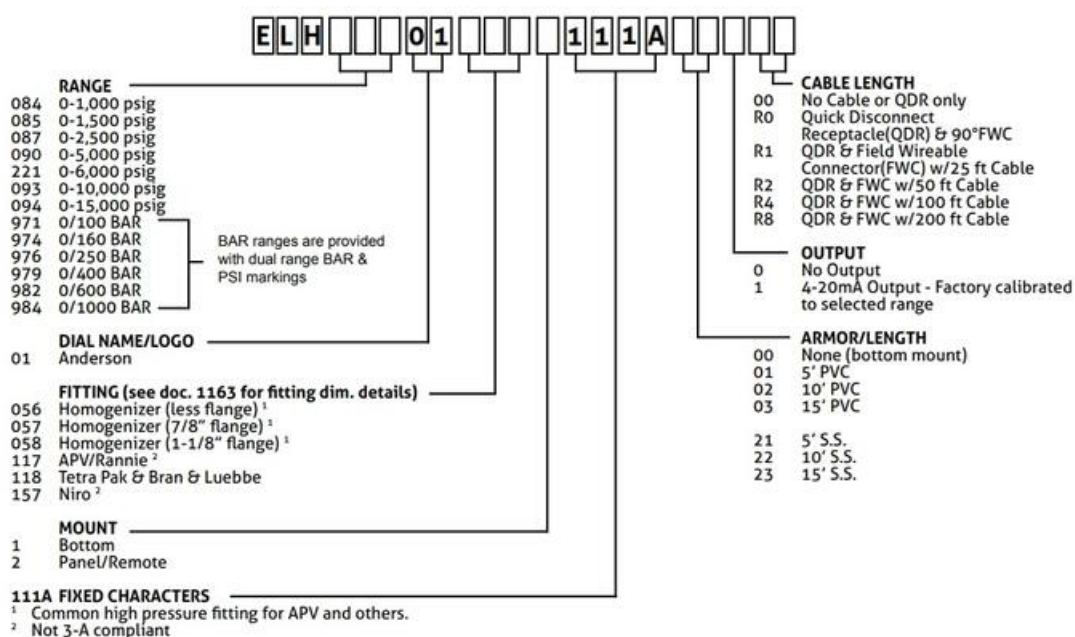 ELH 01 111A
RANGE
084 0-1,000 psig
085 0-1,500 psig
087 0-2,500 psig
090 0-5,000 psig
221 0-6,000 psig
093 0-10,000 psig
094 0-15,000 psig
971 0/100 BAR
974 0/160 BAR
976 0/250 BAR
979 0/400 BAR
982 0/600 BAR
984 0/1000 BAR
BAR ranges are provided
with dual range BAR &
PSI markings
DIAL NAME/LOGO
01 Anderson
FITTING (see doc. 1163 for fitting dim. details)
056 Homogenizer (less flange) ¹
057 Homogenizer (7/8" flange) ¹
058 Homogenizer (1-1/8" flange) ¹
117 APV/Rannie ²
118 Tetra Pak & Bran & Luebbe
157 Niro ²
MOUNT
1 Bottom
2 Panel/Remote
111A FIXED CHARACTERS
¹ Common high pressure fitting for APV and others.
² Not 3-A compliant
CABLE LENGTH
00 No Cable or QDR only
R0 Quick Disconnect
Receptacle(QDR) & 90°FWC
R1 QDR & Field Wireable
Connector(FWC) w/25 ft Cable
R2 QDR & FWC w/50 ft Cable
R4 QDR & FWC w/100 ft Cable
R8 QDR & FWC w/200 ft Cable
OUTPUT
0 No Output
1 4-20mA Output - Factory calibrated
to selected range
ARMOR/LENGTH
00 None (bottom mount)
01 5' PVC
02 10' PVC
03 15' PVC
21 5' S.S.
22 10' S.S.
23 15' S.S.